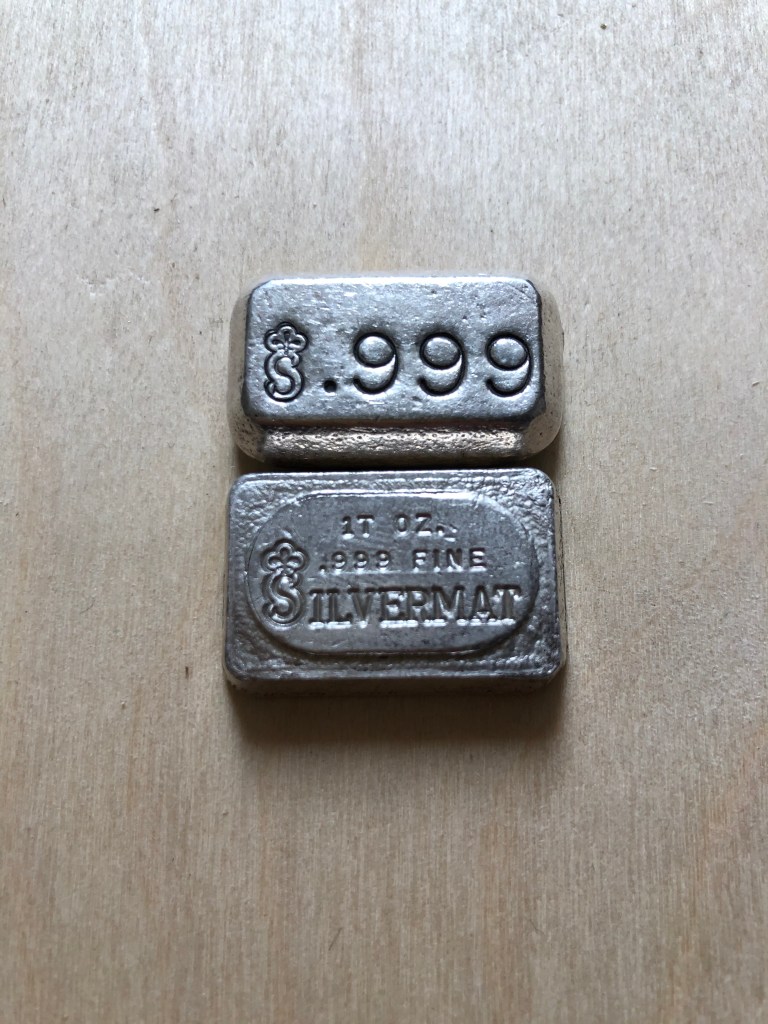 S .999
1T OZ.
.999 FINE
SILVERMAT